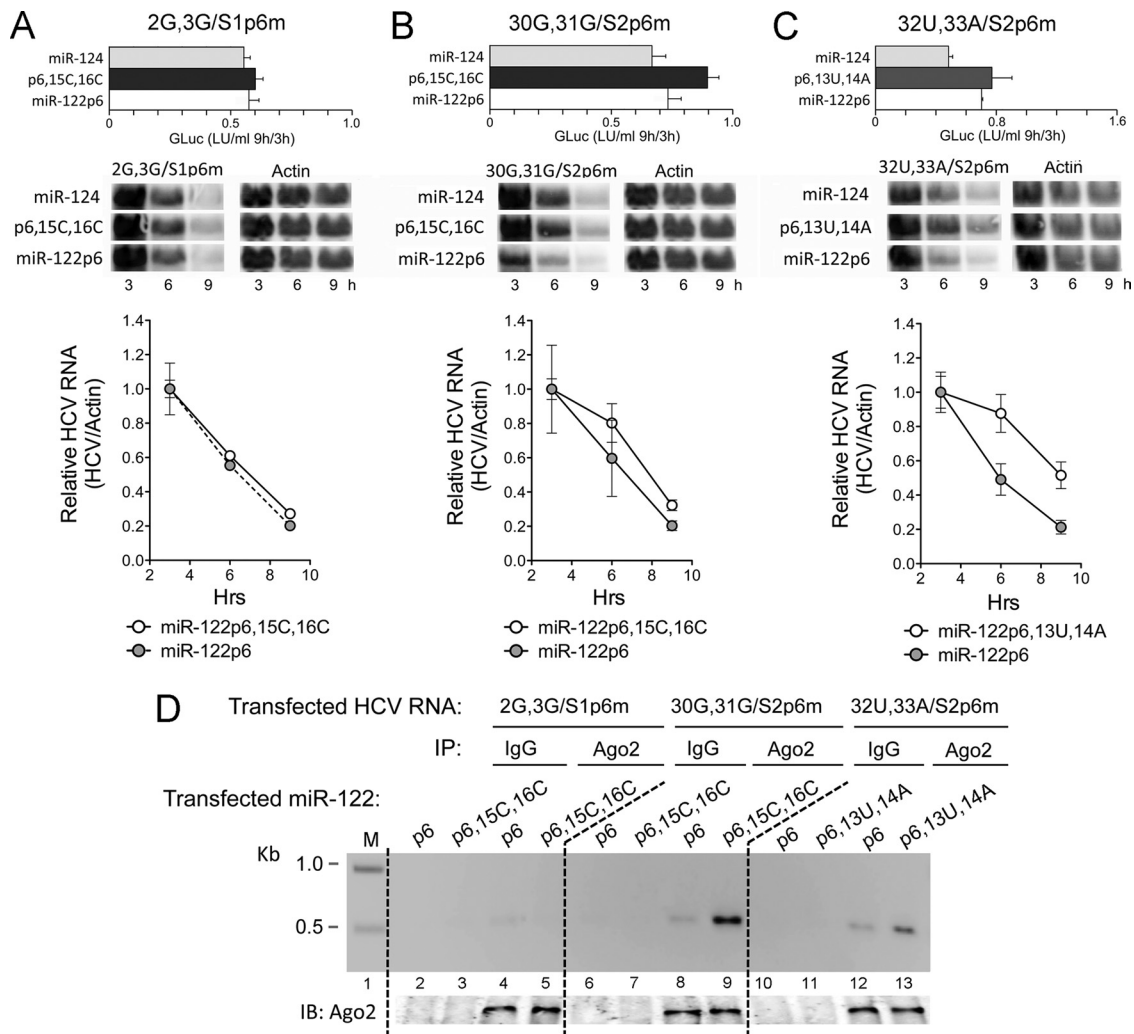 A
2G,3G/S1p6m
miR-124
p6,15C,16C
miR-122p6
0 0.5 1.0
GLuc (LU/ml 9h/3h)
2G,3G/S1p6m Actin
miR-124
p6,15C,16C
miR-122p6
3 6 9 3 6 9 h
1.4
1.2
1.0
0.8
0.6
0.4
0.2
0.0
Relative HCV RNA
(HCV/Actin)
2 4 6 8 10
Hrs
miR-122p6,15C,16C
miR-122p6
B
30G,31G/S2p6m
miR-124
p6,15C,16C
miR-122p6
0 0.5 1.0
GLuc (LU/ml 9h/3h)
30G,31G/S2p6m Actin
miR-124
p6,15C,16C
miR-122p6
3 6 9 3 6 9 h
1.4
1.2
1.0
0.8
0.6
0.4
0.2
0.0
Relative HCV RNA
(HCV/Actin)
2 4 6 8 10
Hrs
miR-122p6,15C,16C
miR-122p6
C
32U,33A/S2p6m
miR-124
p6,13U,14A
miR-122p6
0 0.8 1.6
GLuc (LU/ml 9h/3h)
32U,33A/S2p6m Actin
miR-124
p6,13U,14A
miR-122p6
3 6 9 3 6 9 h
1.4
1.2
1.0
0.8
0.6
0.4
0.2
0.0
Relative HCV RNA
(HCV/Actin)
2 4 6 8 10
Hrs
miR-122p6,13U,14A
miR-122p6
D
Transfected HCV RNA: 2G,3G/S1p6m 30G,31G/S2p6m 32U,33A/S2p6m
IP: IgG Ago2 IgG Ago2 IgG Ago2
Transfected miR-122: p6 p6,15C,16C p6 p6,15C,16C p6 p6,15C,16C p6 p6,15C,16C p6 p6,13U,14A p6 p6,13U,14A
Kb M
1.0
0.5
1 2 3 4 5 6 7 8 9 10 11 12 13
IB: Ago2